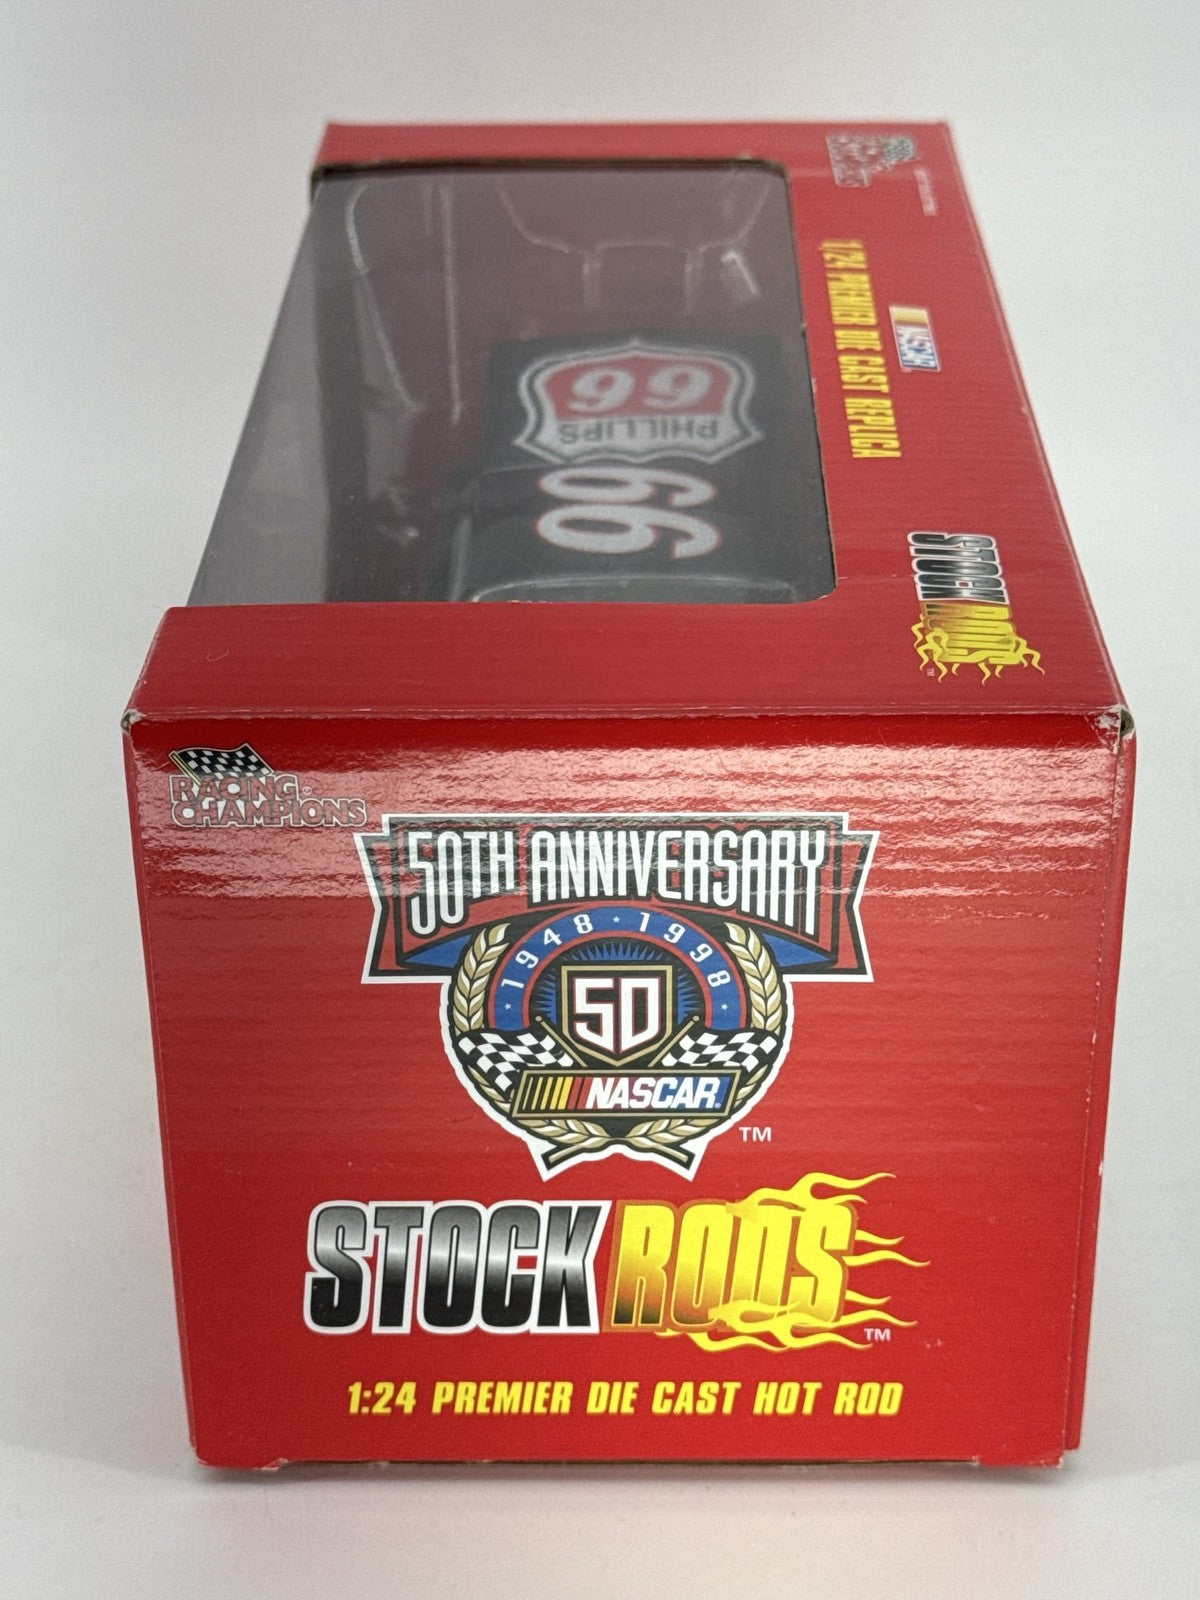 1/24 PREMIER DIE CAST REPLICA
NASCAR
STOCK RODS
TM
PHILLIPS
66
66
RACING
CHAMPIONS
50TH ANNIVERSARY
1948 · 1998
50
NASCAR
TM
STOCK RODS
TM
1:24 PREMIER DIE CAST HOT ROD